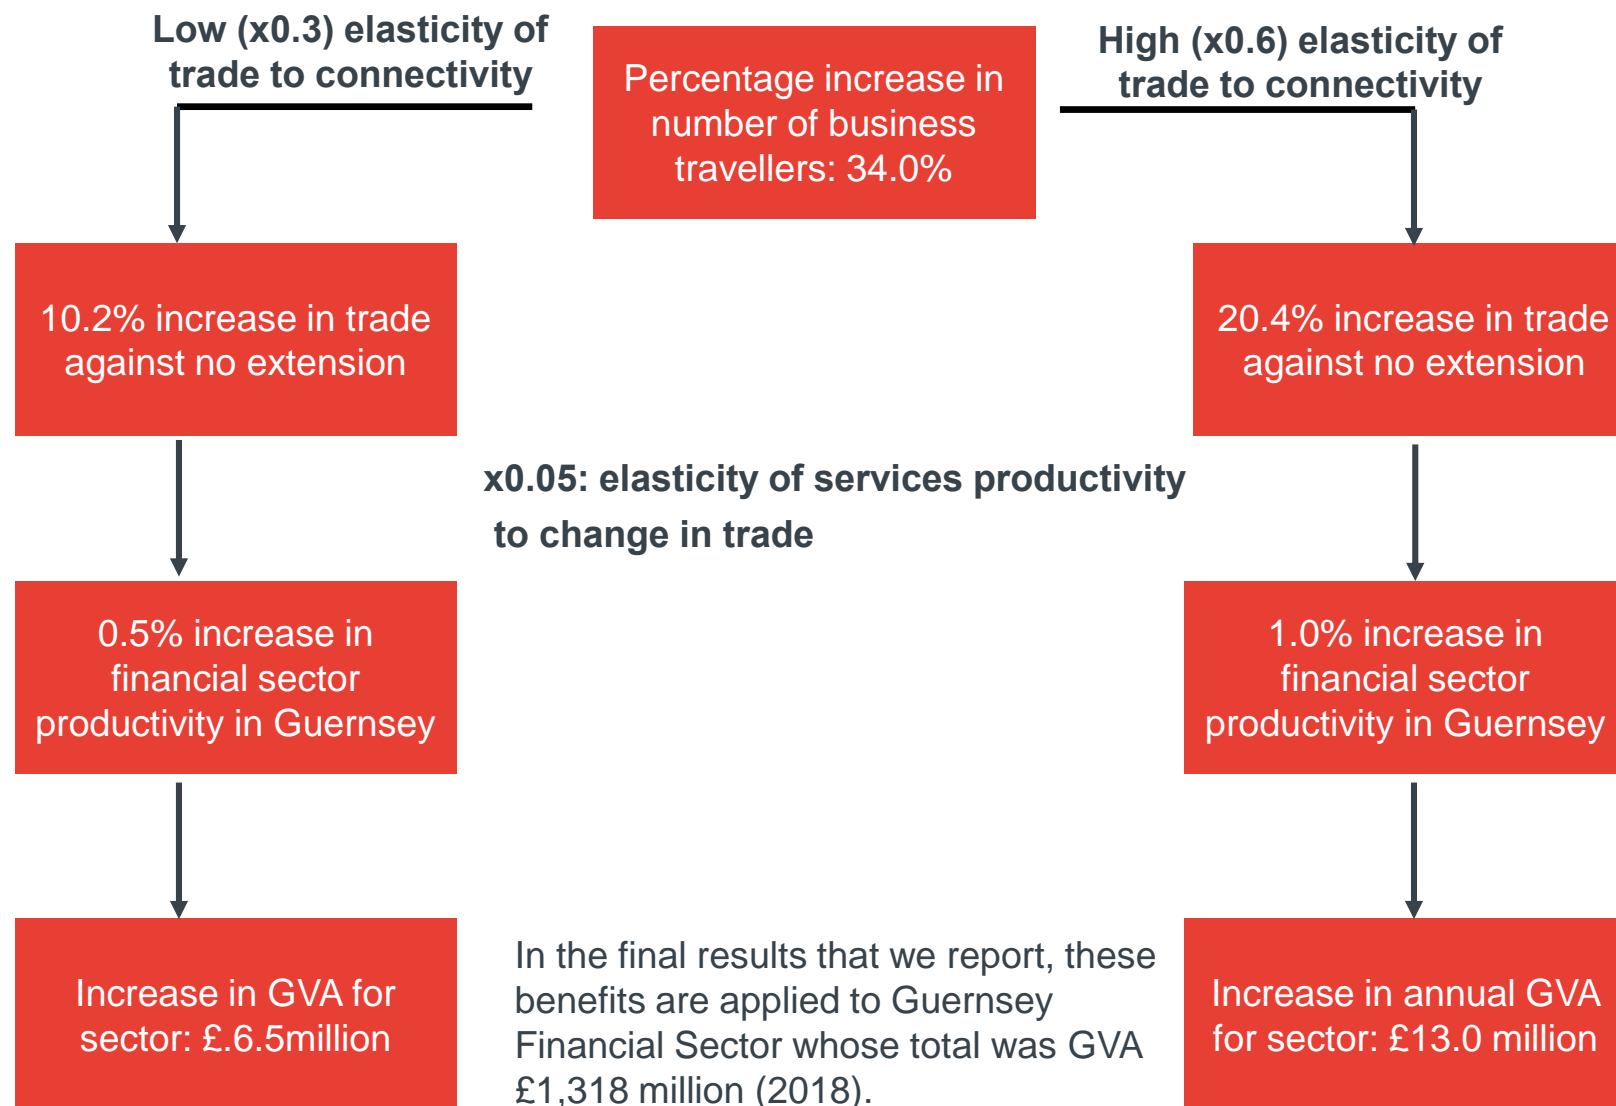 Low (x0.3) elasticity of
trade to connectivity
Percentage increase in
number of business
travellers: 34.0%
High (x0.6) elasticity of
trade to connectivity
10.2% increase in trade
against no extension
20.4% increase in trade
against no extension
x0.05: elasticity of services productivity
to change in trade
0.5% increase in
financial sector
productivity in Guernsey
1.0% increase in
financial sector
productivity in Guernsey
Increase in GVA for
sector: £.6.5million
In the final results that we report, these
benefits are applied to Guernsey
Financial Sector whose total was GVA
£1,318 million (2018).
Increase in annual GVA
for sector: £13.0 million